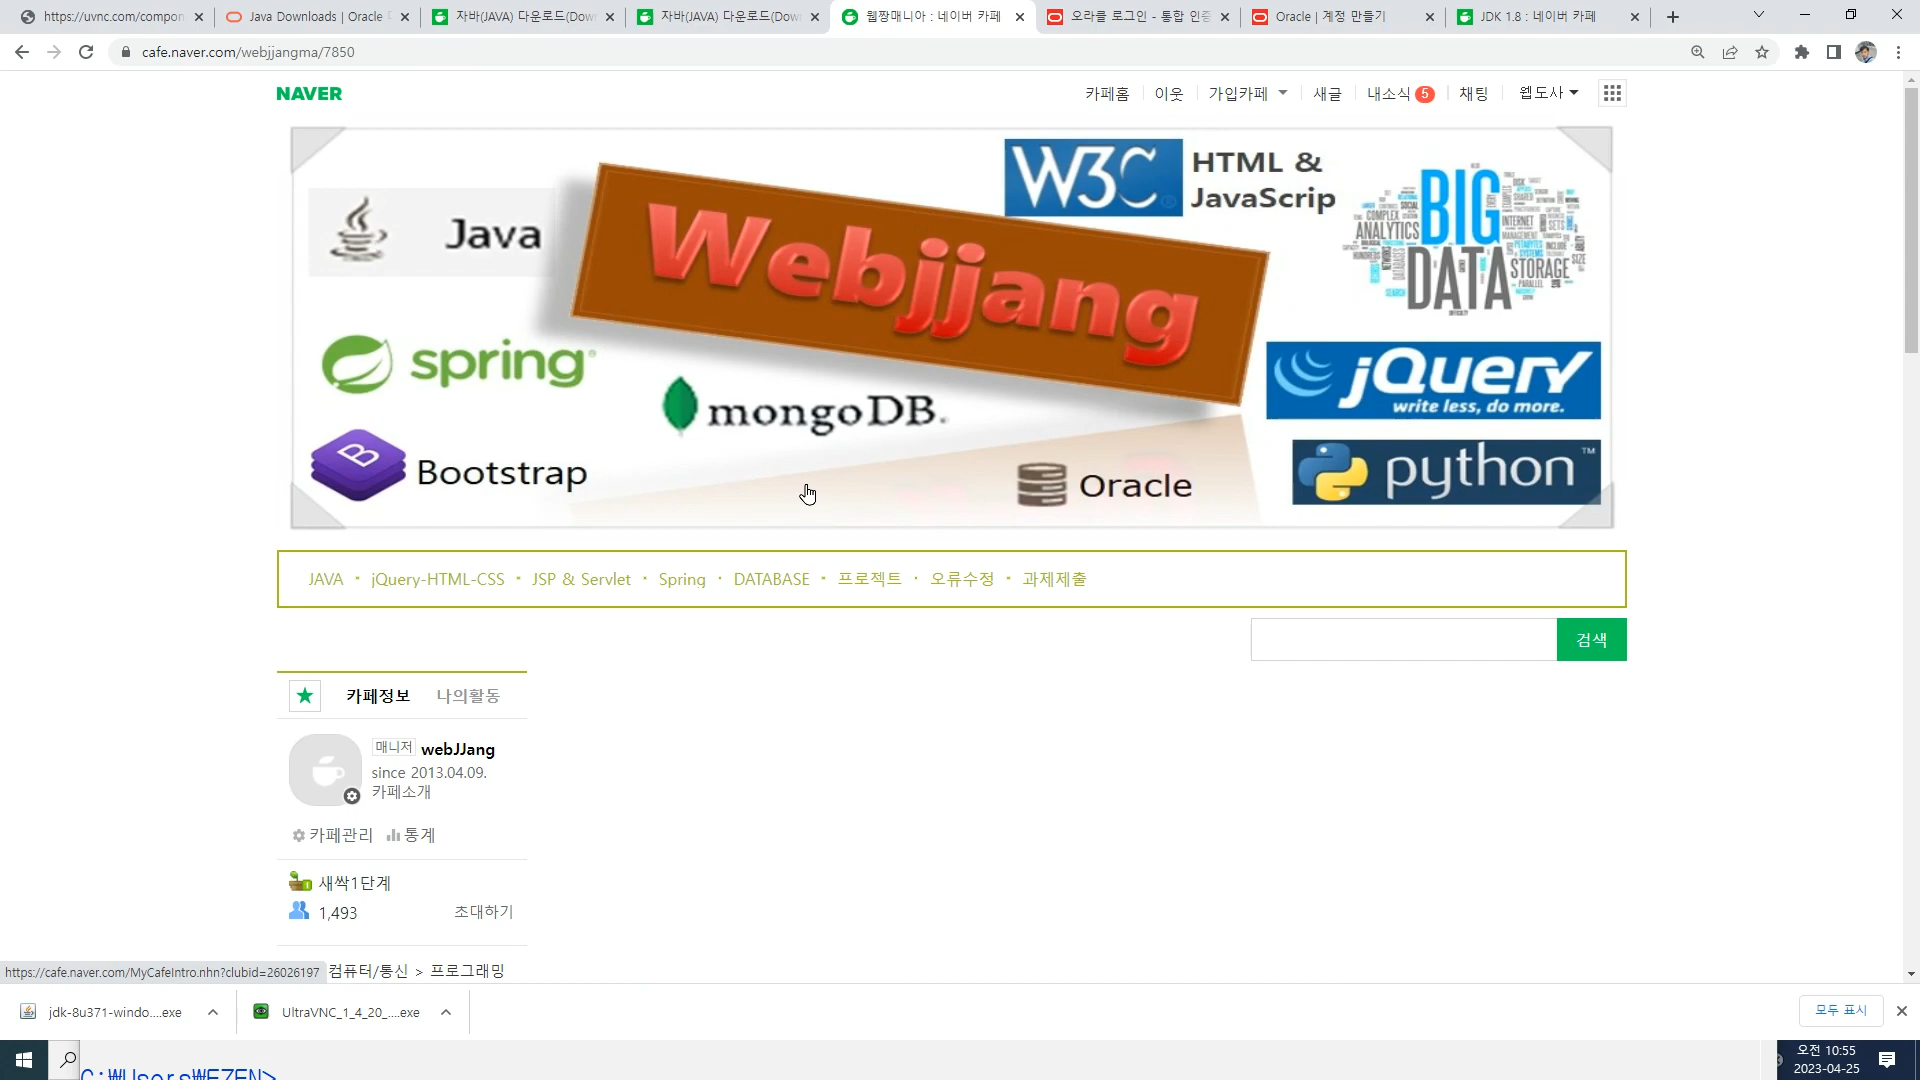 https://uvnc.com/compon
Java Downloads | Oracle
자바(JAVA) 다운로드(Dow
자바(JAVA) 다운로드(Dow
웹짱매니아 : 네이버 카페
오라클 로그인 - 통합 인증
Oracle | 계정 만들기
JDK 1.8 : 네이버 카페
cafe.naver.com/webjjangma/7850
NAVER
카페홈 이웃 가입카페 새글 내소식 5 채팅 웹도사
W3C
HTML &
JavaScrip
Java
Webjjang
BIG
DATA
ANALYTICS
STORAGE
spring
mongoDB.
jQuery
write less, do more.
Bootstrap
Oracle
python
JAVA · jQuery-HTML-CSS · JSP & Servlet · Spring · DATABASE · 프로젝트 · 오류수정 · 과제제출
검색
카페정보 나의활동
매니저 webJJang
since 2013.04.09.
카페소개
카페관리 통계
새싹1단계
1,493 초대하기
https://cafe.naver.com/MyCafeIntro.nhn?clubid=26026197
컴퓨터/통신 > 프로그래밍
jdk-8u371-windo....exe
UltraVNC_1_4_20_....exe
모두 표시
C:₩Users₩EZEN>
오전 10:55
2023-04-25